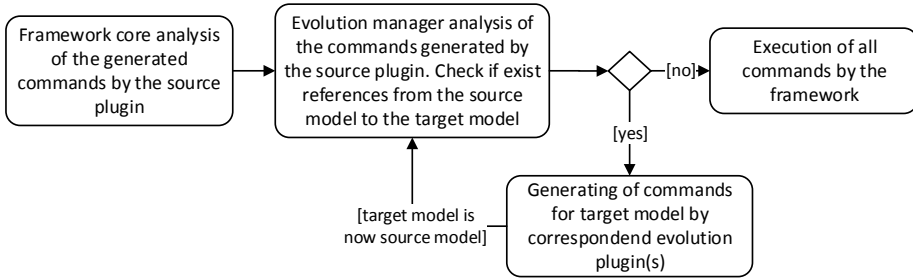 Framework core analysis
of the generated
commands by the source
plugin
Evolution manager analysis of
the commands generated by
the source plugin. Check if exist
references from the source
model to the target model
[no]
Execution of all
commands by the
framework
[yes]
Generating of commands
for target model by
correspondend evolution
plugin(s)
[target model is
now source model]